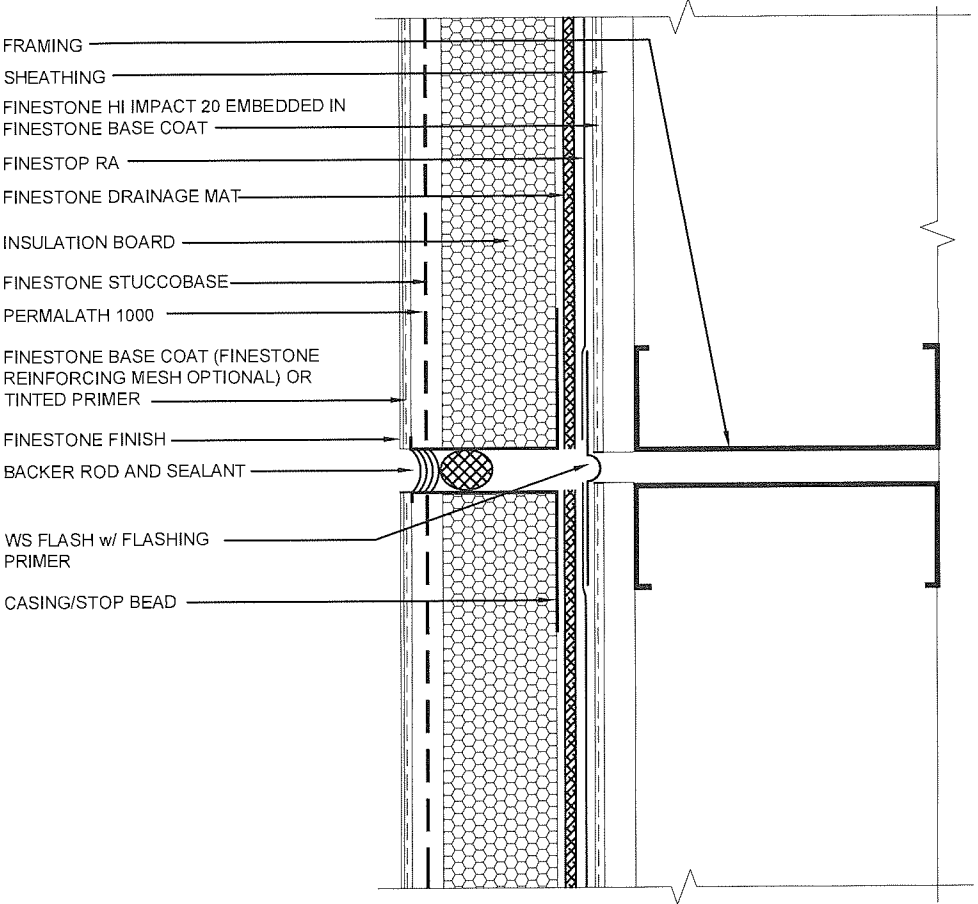 FRAMING
SHEATHING
FINESTONE HI IMPACT 20 EMBEDDED IN
FINESTONE BASE COAT
FINESTOP RA
FINESTONE DRAINAGE MAT
INSULATION BOARD
FINESTONE STUCCOBASE
PERMALATH 1000
FINESTONE BASE COAT (FINESTONE
REINFORCING MESH OPTIONAL) OR
TINTED PRIMER
FINESTONE FINISH
BACKER ROD AND SEALANT
WS FLASH w/ FLASHING
PRIMER
CASING/STOP BEAD